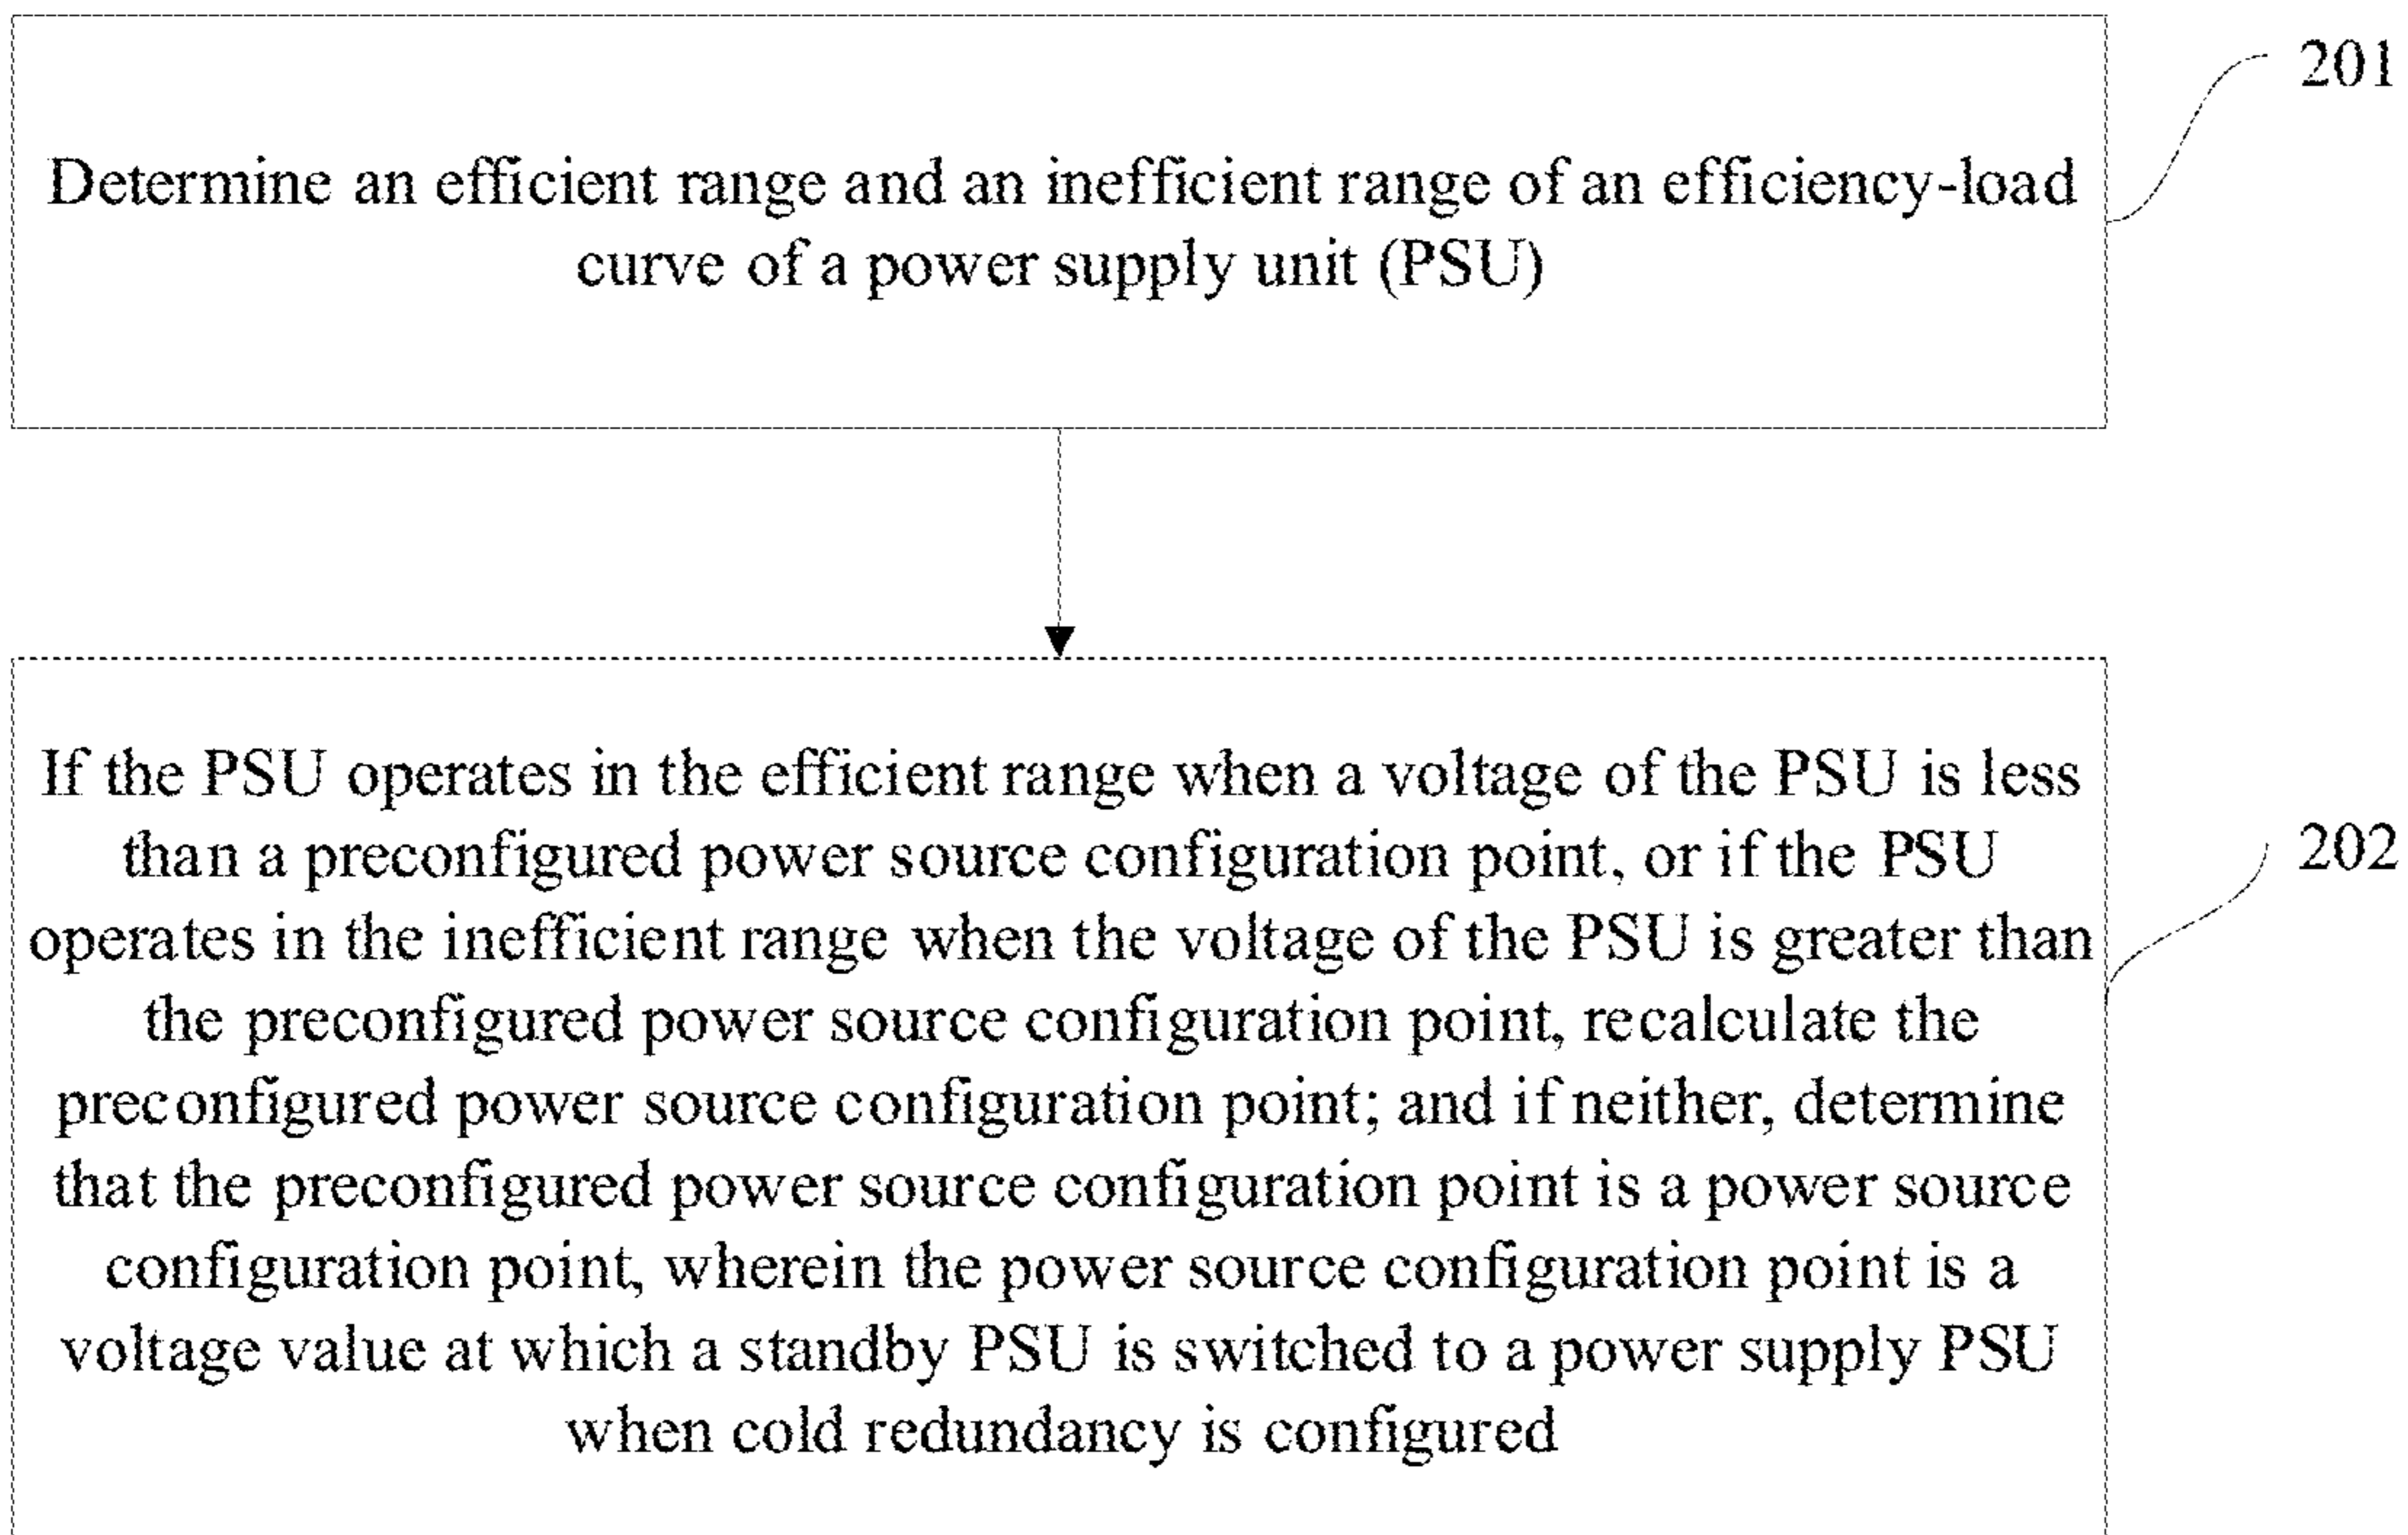 201
Determine an efficient range and an inefficient range of an efficiency-load
curve of a power supply unit (PSU)
If the PSU operates in the efficient range when a voltage of the PSU is less
than a preconfigured power source configuration point, or if the PSU
202
operates in the inefficient range when the voltage of the PSU is greater than
the preconfigured power source configuration point, recalculate the
preconfigured power source configuration point; and if neither, determine
that the preconfigured power source configuration point is a power source
configuration point, wherein the power source configuration point is a
voltage value at which a standby PSU is switched to a power supply PSU
when cold redundancy is configured